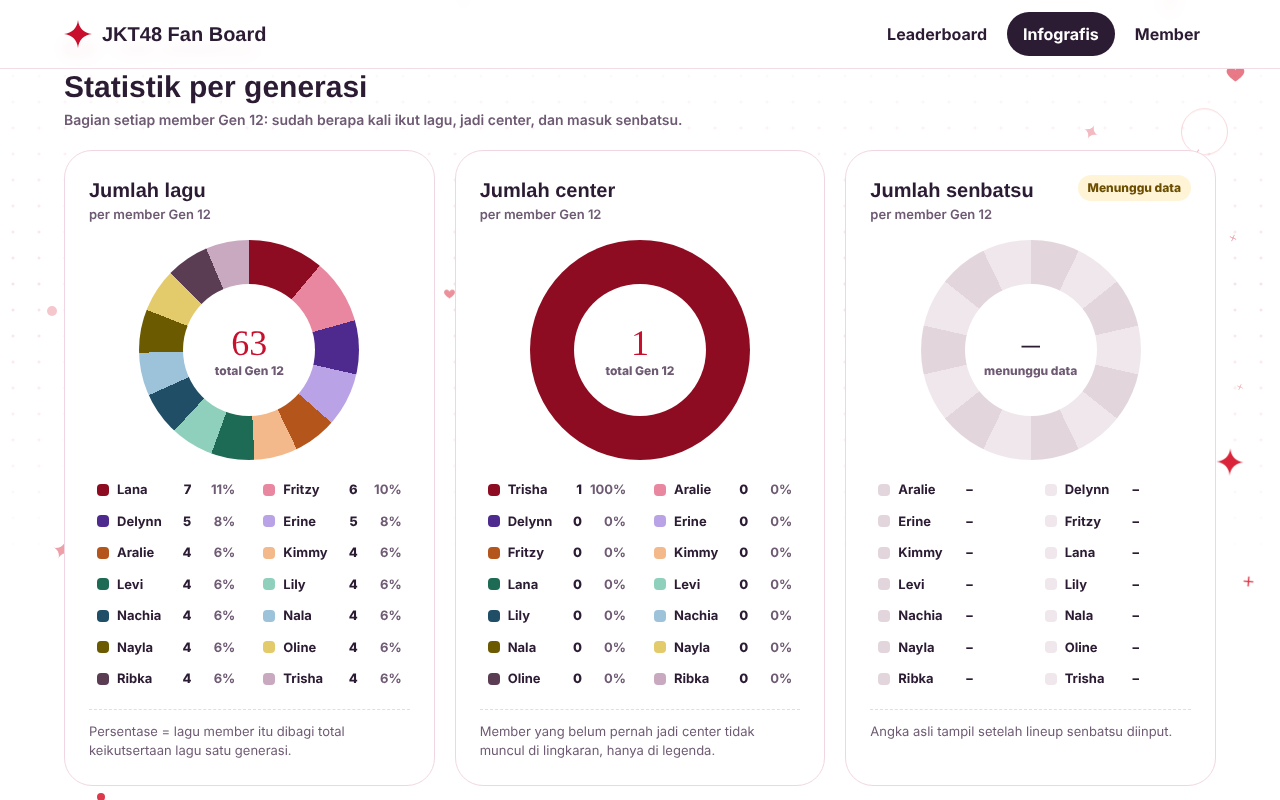 JKT48 Fan Board
Leaderboard Infografis Member
Statistik per generasi
Bagian setiap member Gen 12: sudah berapa kali ikut lagu, jadi center, dan masuk senbatsu.
Jumlah lagu
per member Gen 12
63
total Gen 12
Lana 7 11% Fritzy 6 10%
Delynn 5 8% Erine 5 8%
Aralie 4 6% Kimmy 4 6%
Levi 4 6% Lily 4 6%
Nachia 4 6% Nala 4 6%
Nayla 4 6% Oline 4 6%
Ribka 4 6% Trisha 4 6%
Persentase = lagu member itu dibagi total
keikutsertaan lagu satu generasi.
Jumlah center
per member Gen 12
1
total Gen 12
Trisha 1 100% Aralie 0 0%
Delynn 0 0% Erine 0 0%
Fritzy 0 0% Kimmy 0 0%
Lana 0 0% Levi 0 0%
Lily 0 0% Nachia 0 0%
Nala 0 0% Nayla 0 0%
Oline 0 0% Ribka 0 0%
Member yang belum pernah jadi center tidak
muncul di lingkaran, hanya di legenda.
Jumlah senbatsu
Menunggu data
per member Gen 12
—
menunggu data
Aralie – Delynn –
Erine – Fritzy –
Kimmy – Lana –
Levi – Lily –
Nachia – Nala –
Nayla – Oline –
Ribka – Trisha –
Angka asli tampil setelah lineup senbatsu diinput.